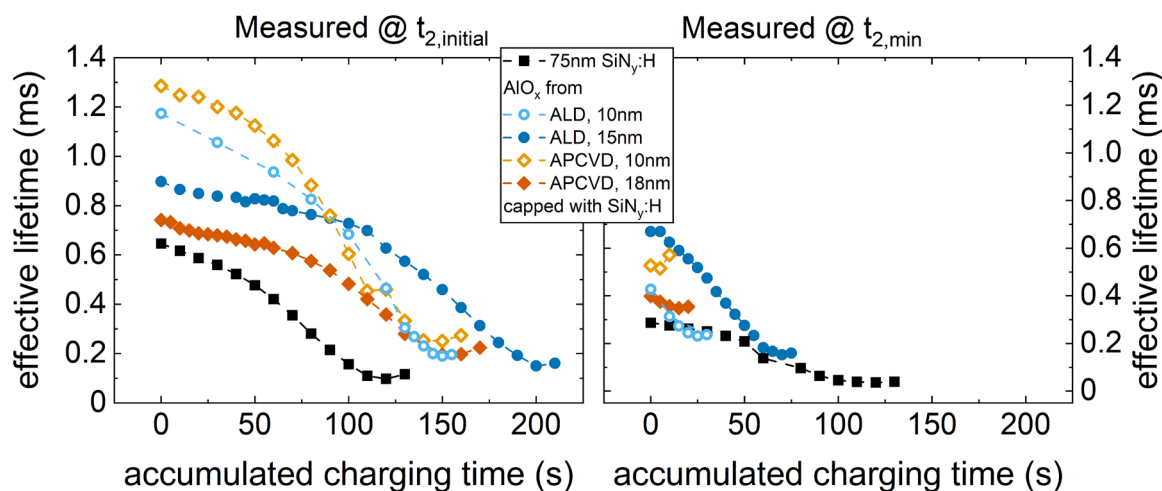 Measured @ t2,initial
Measured @ t2,min
effective lifetime (ms)
1.4
1.2
1.0
0.8
0.6
0.4
0.2
0
0 50 100 150 200
accumulated charging time (s)
75nm SiNy:H
AlOx from
ALD, 10nm
ALD, 15nm
APCVD, 10nm
APCVD, 18nm
capped with SiNy:H
0 50 100 150 200
accumulated charging time (s)
1.4
1.2
1.0
0.8
0.6
0.4
0.2
0
effective lifetime (ms)